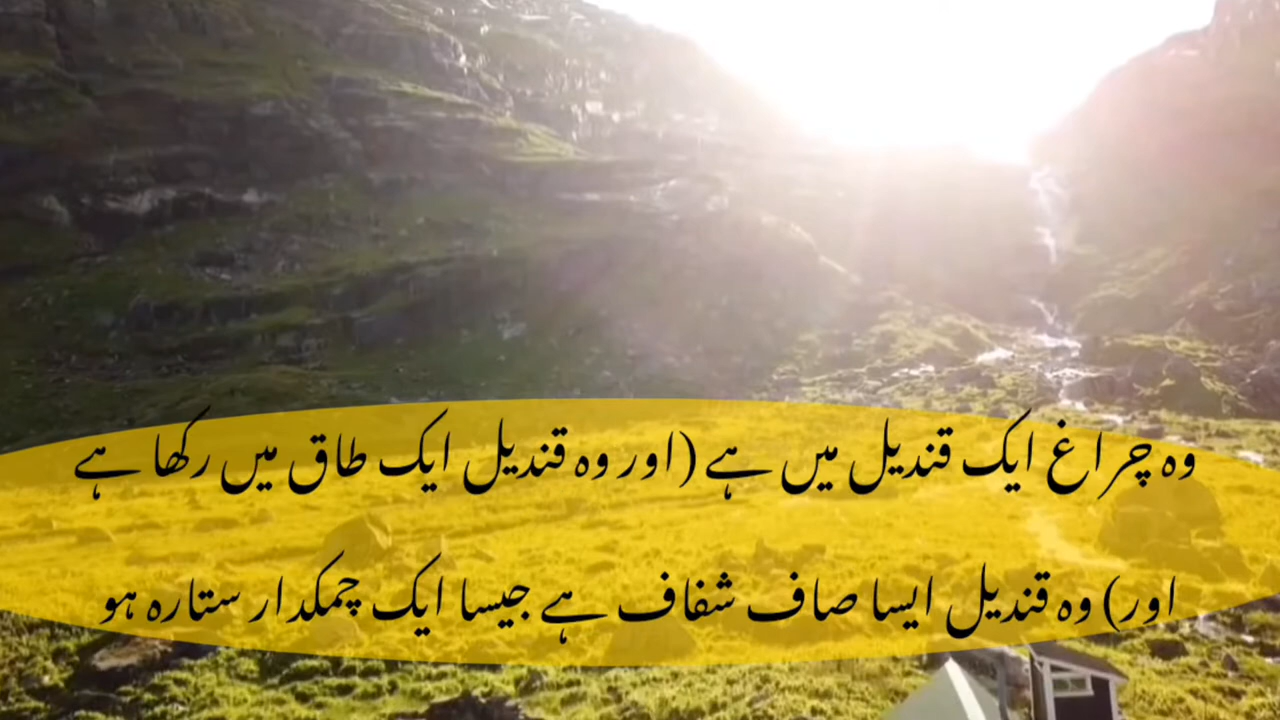 وہ چراغ ایک قندیل میں ہے (اور وہ قندیل ایک طاق میں رکھا ہے
اور) وہ قندیل ایسا صاف شفاف ہے جیسا ایک چمکدار ستارہ ہو